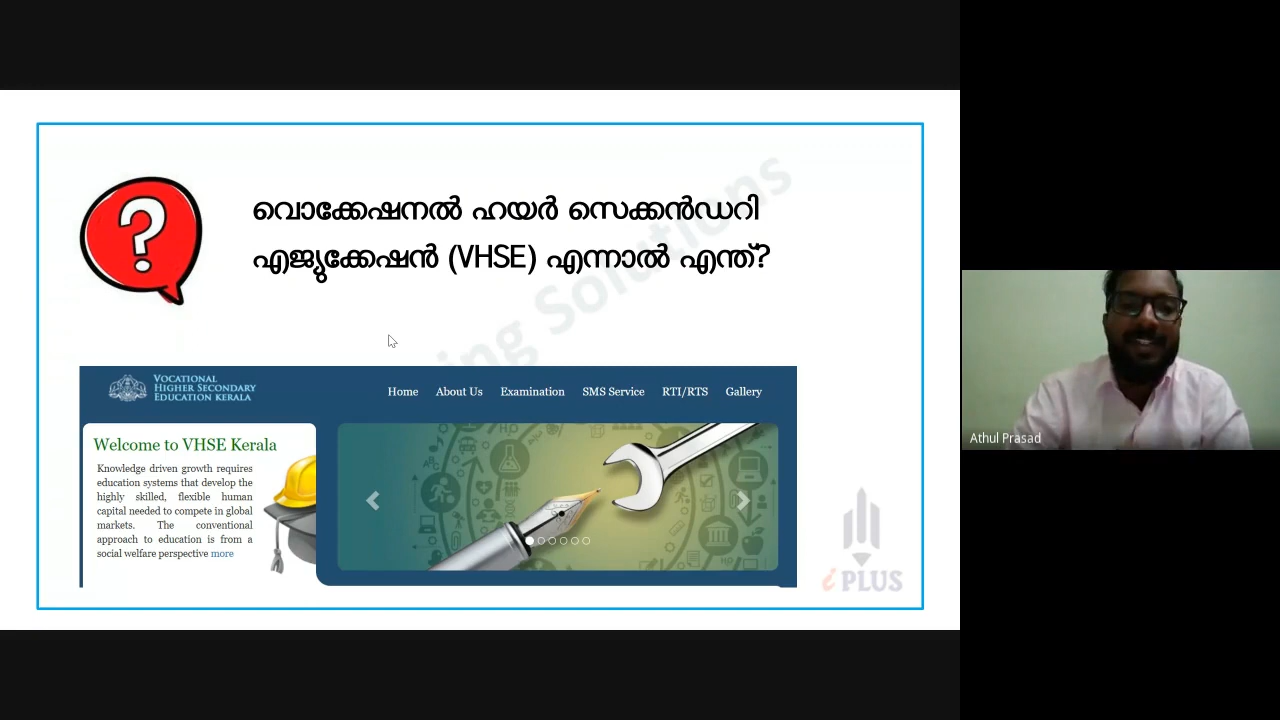 വൊക്കേഷനൽ ഹയർ സെക്കൻഡറി
എജ്യുക്കേഷൻ (VHSE) എന്നാൽ എന്ത്?
VOCATIONAL
HIGHER SECONDARY
EDUCATION KERALA
Home About Us Examination SMS Service RTI/RTS Gallery
Welcome to VHSE Kerala
Knowledge driven growth requires
education systems that develop the
highly skilled, flexible human
capital needed to compete in global
markets. The conventional
approach to education is from a
social welfare perspective more
iPLUS
Solutions
Athul Prasad